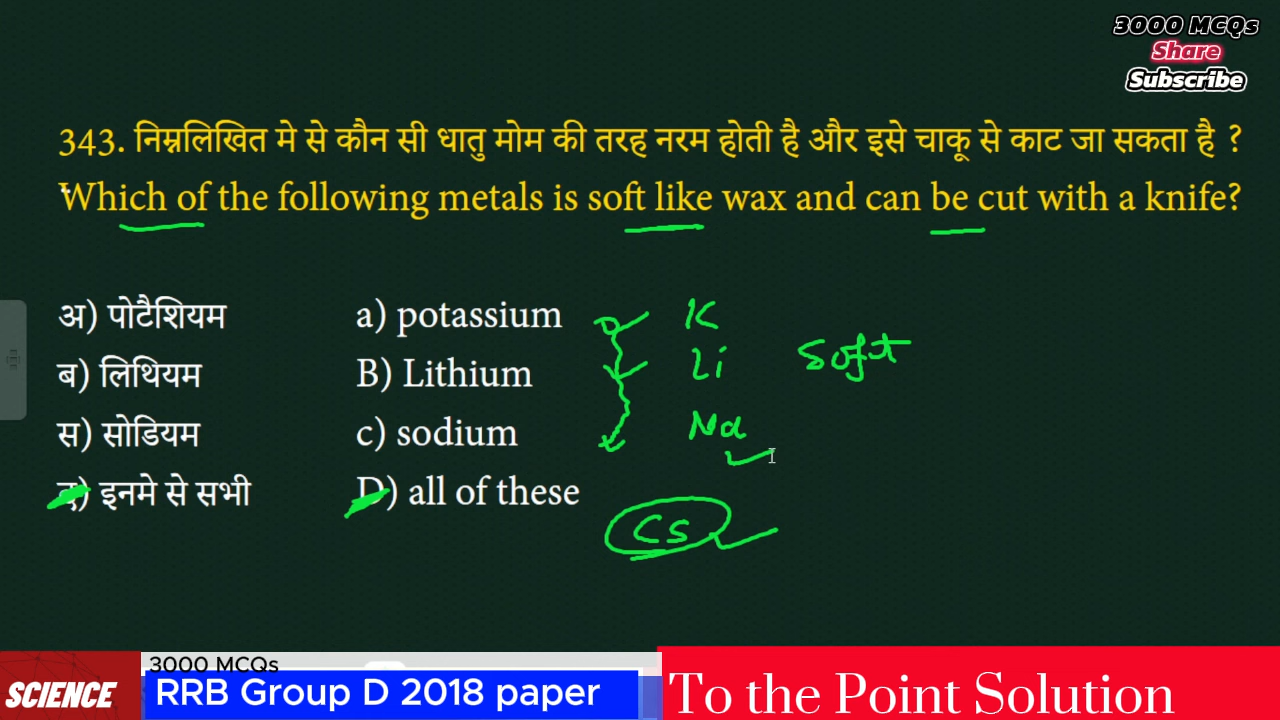 3000 MCQs
Share
Subscribe
343. निम्नलिखित मे से कौन सी धातु मोम की तरह नरम होती है और इसे चाकू से काट जा सकता है ?
Which of the following metals is soft like wax and can be cut with a knife?
अ) पोटैशियम a) potassium K
ब) लिथियम B) Lithium Li Soft
स) सोडियम c) sodium Na
द) इनमे से सभी D) all of these
Cs
3000 MCQs
SCIENCE RRB Group D 2018 paper To the Point Solution